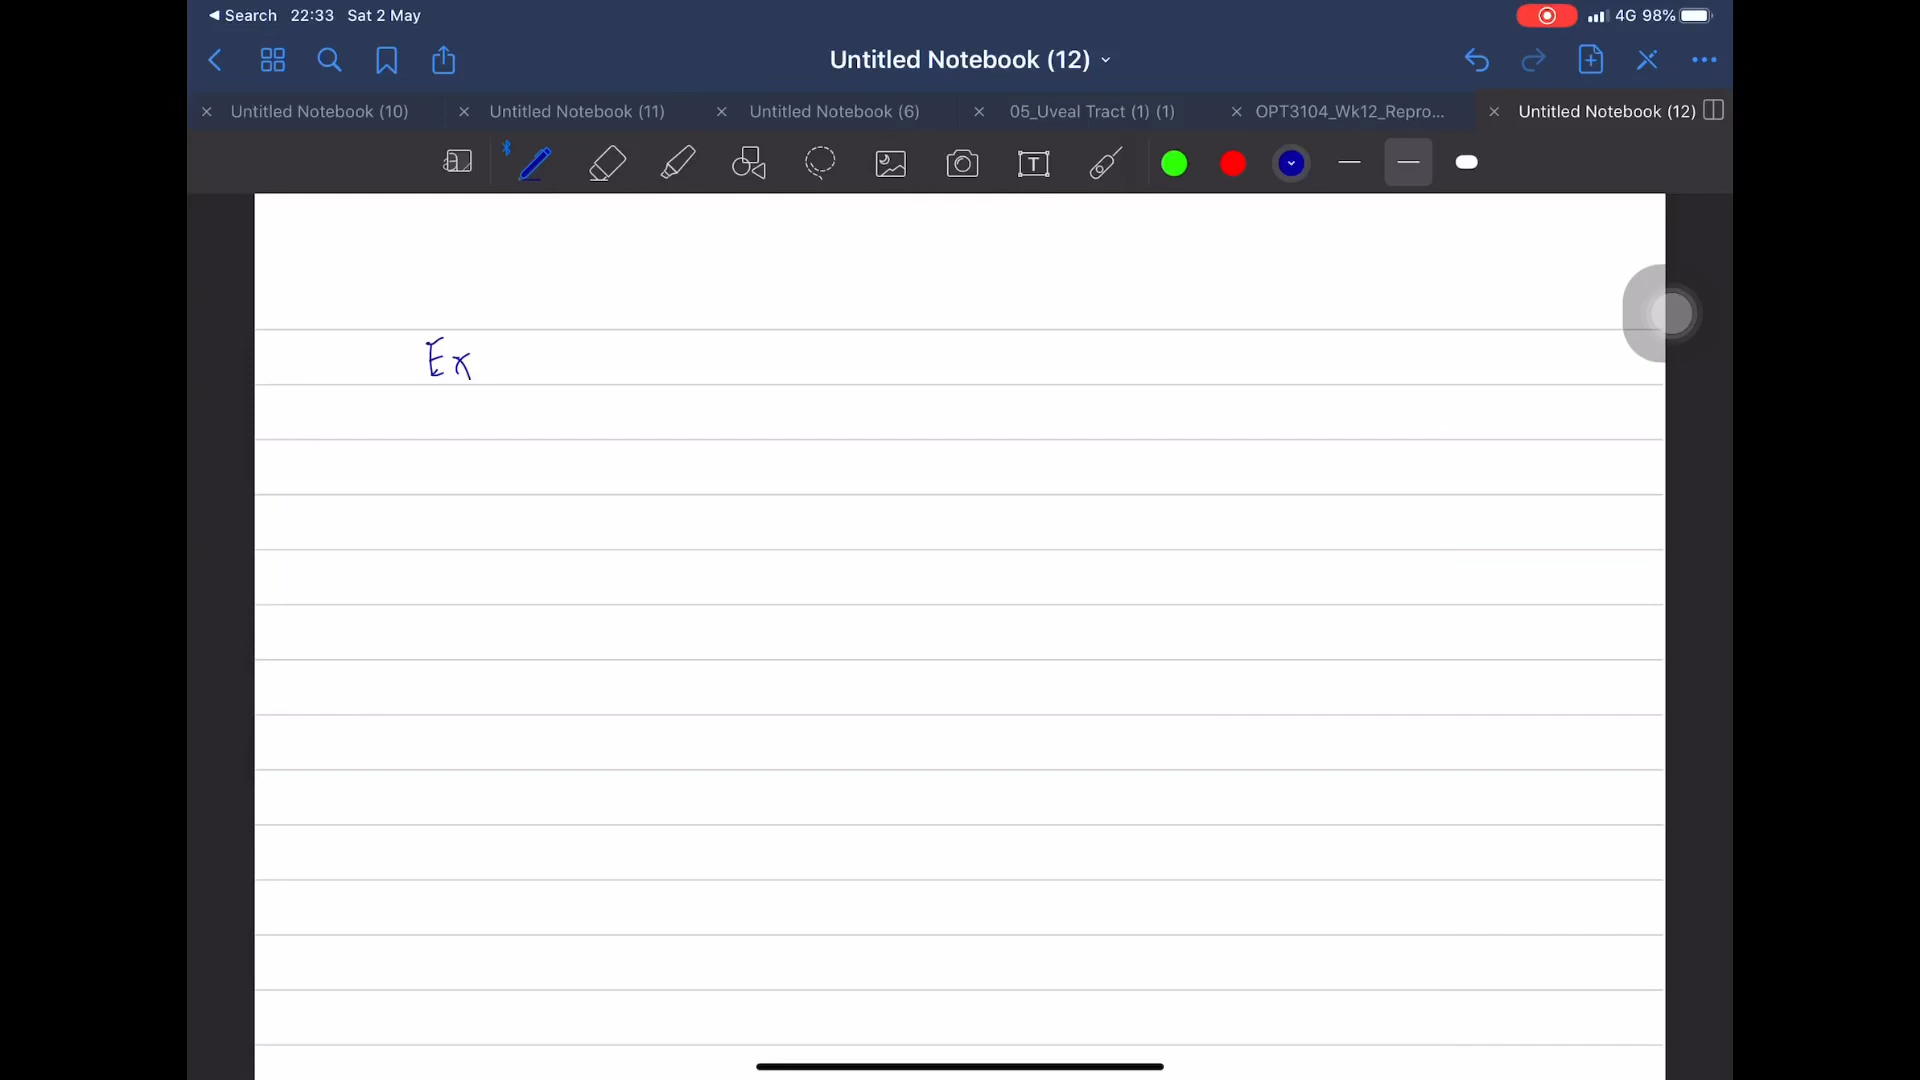 ◀ Search 22:33 Sat 2 May 4G 98%
Untitled Notebook (12)
Untitled Notebook (10) Untitled Notebook (11) Untitled Notebook (6) 05_Uveal Tract (1) (1) OPT3104_Wk12_Repro... Untitled Notebook (12)
T
Ex